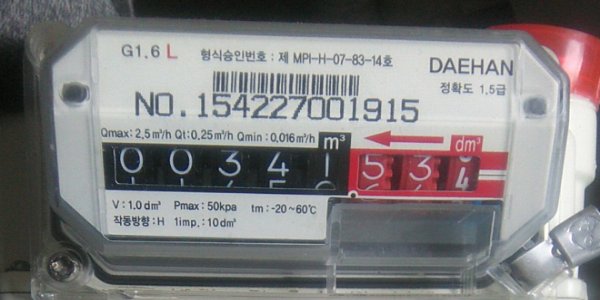 G1.6 L 형식승인번호 : 제 MPI-H-07-83-14호
DAEHAN
정확도 1.5급
NO.154227001915
Qmax: 2.5m³/h Qt: 0.25m³/h Qmin: 0.016m³/h m³ dm³
0 0 3 4 1 5 3 4
V : 1.0 dm³ Pmax : 50kpa tm : -20~60℃
작동방향 : H 1imp. : 10dm³